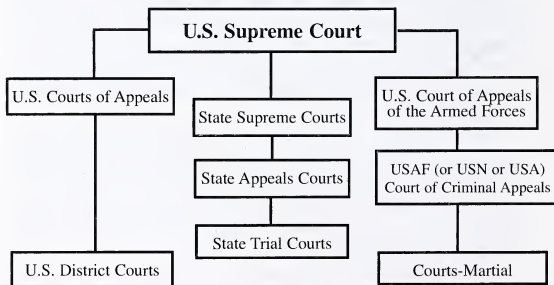 U.S. Supreme Court
U.S. Courts of Appeals
U.S. District Courts
State Supreme Courts
State Appeals Courts
State Trial Courts
U.S. Court of Appeals
of the Armed Forces
USAF (or USN or USA)
Court of Criminal Appeals
Courts-Martial